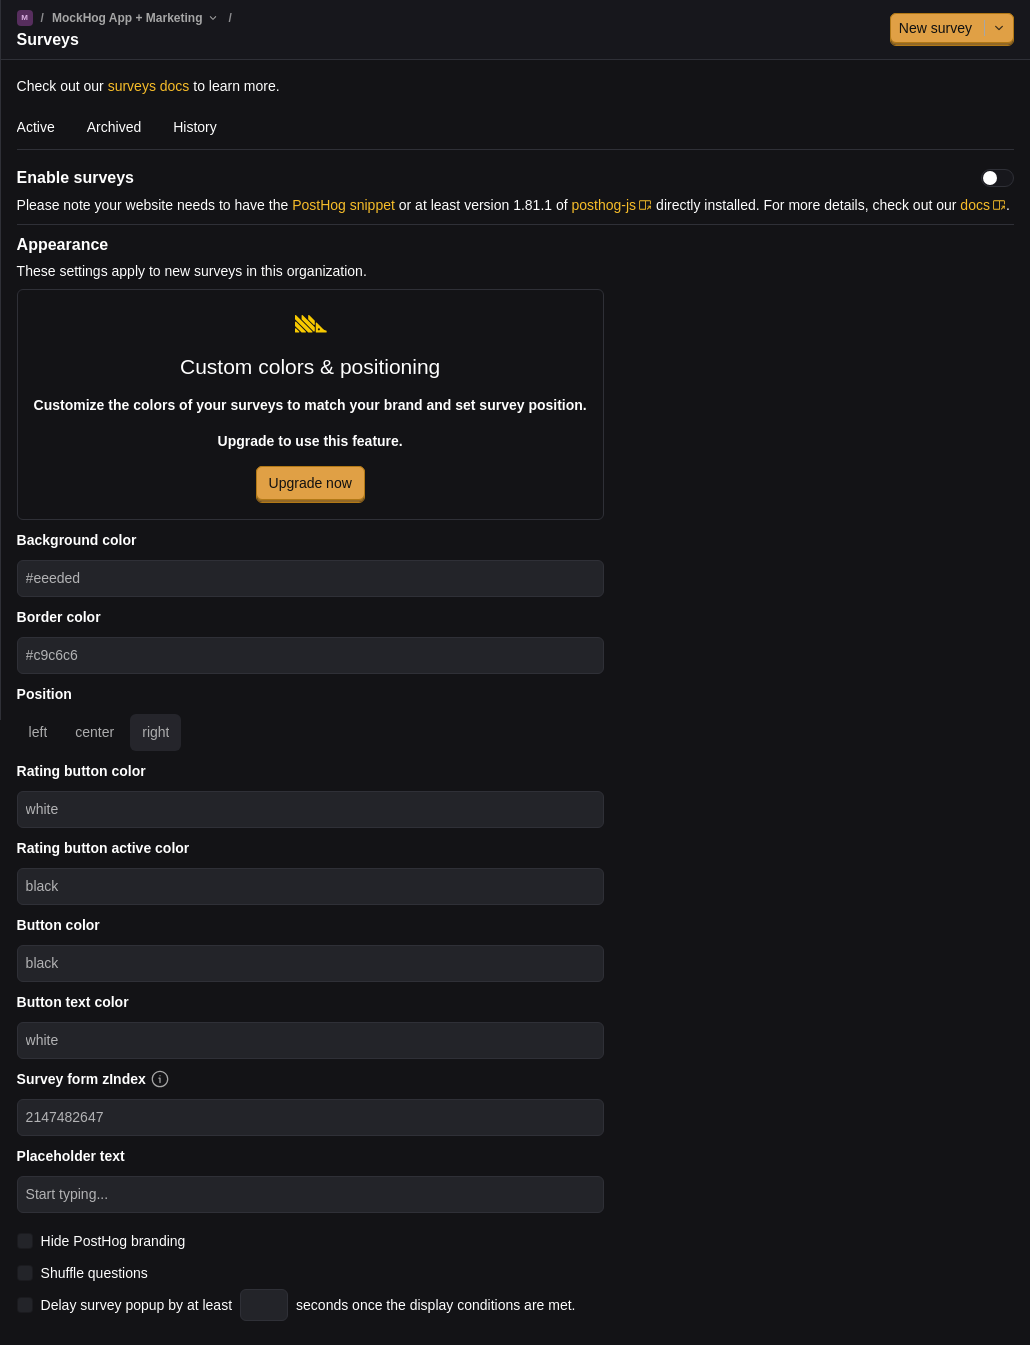 M / MockHog App + Marketing /
Surveys
New survey
Check out our surveys docs to learn more.
Active Archived History
Enable surveys
Please note your website needs to have the PostHog snippet or at least version 1.81.1 of posthog-js directly installed. For more details, check out our docs.
Appearance
These settings apply to new surveys in this organization.
Custom colors & positioning
Customize the colors of your surveys to match your brand and set survey position.
Upgrade to use this feature.
Upgrade now
Background color
#eeeded
Border color
#c9c6c6
Position
left center right
Rating button color
white
Rating button active color
black
Button color
black
Button text color
white
Survey form zIndex
2147482647
Placeholder text
Start typing...
Hide PostHog branding
Shuffle questions
Delay survey popup by at least seconds once the display conditions are met.